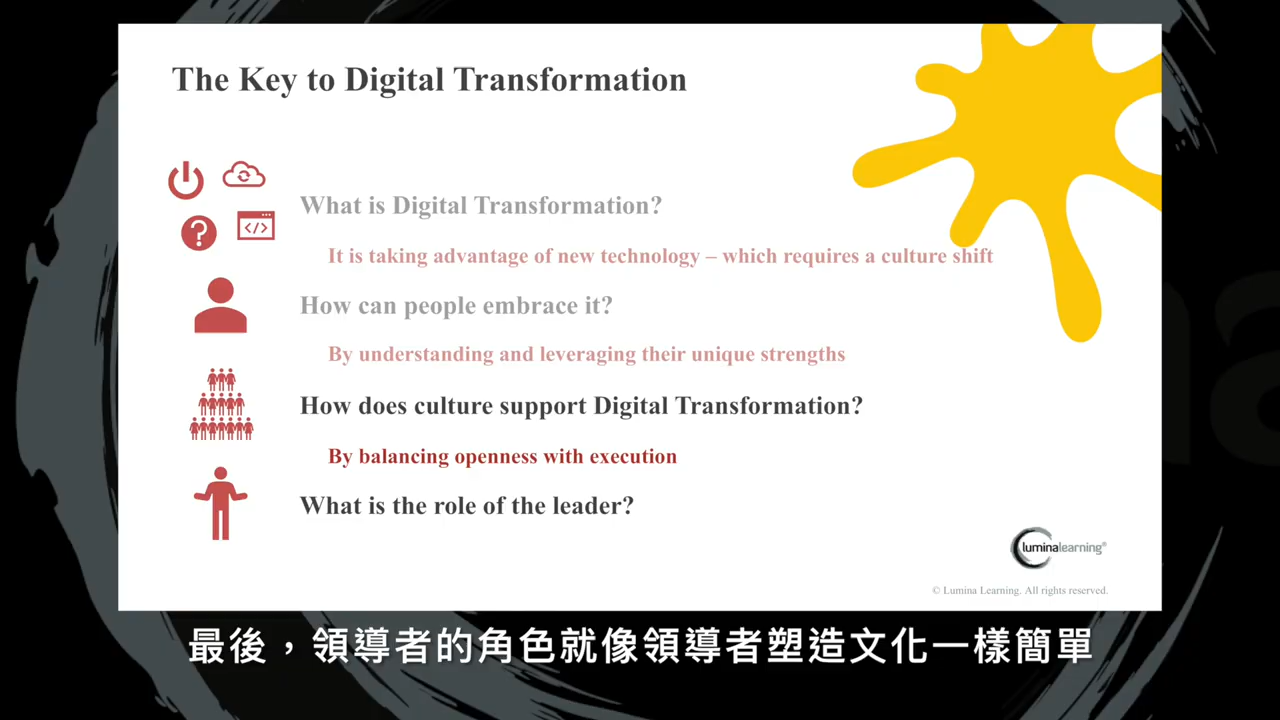 The Key to Digital Transformation
What is Digital Transformation?
It is taking advantage of new technology – which requires a culture shift
How can people embrace it?
By understanding and leveraging their unique strengths
How does culture support Digital Transformation?
By balancing openness with execution
What is the role of the leader?
luminalearning®
© Lumina Learning. All rights reserved.
最後，領導者的角色就像領導者塑造文化一樣簡單